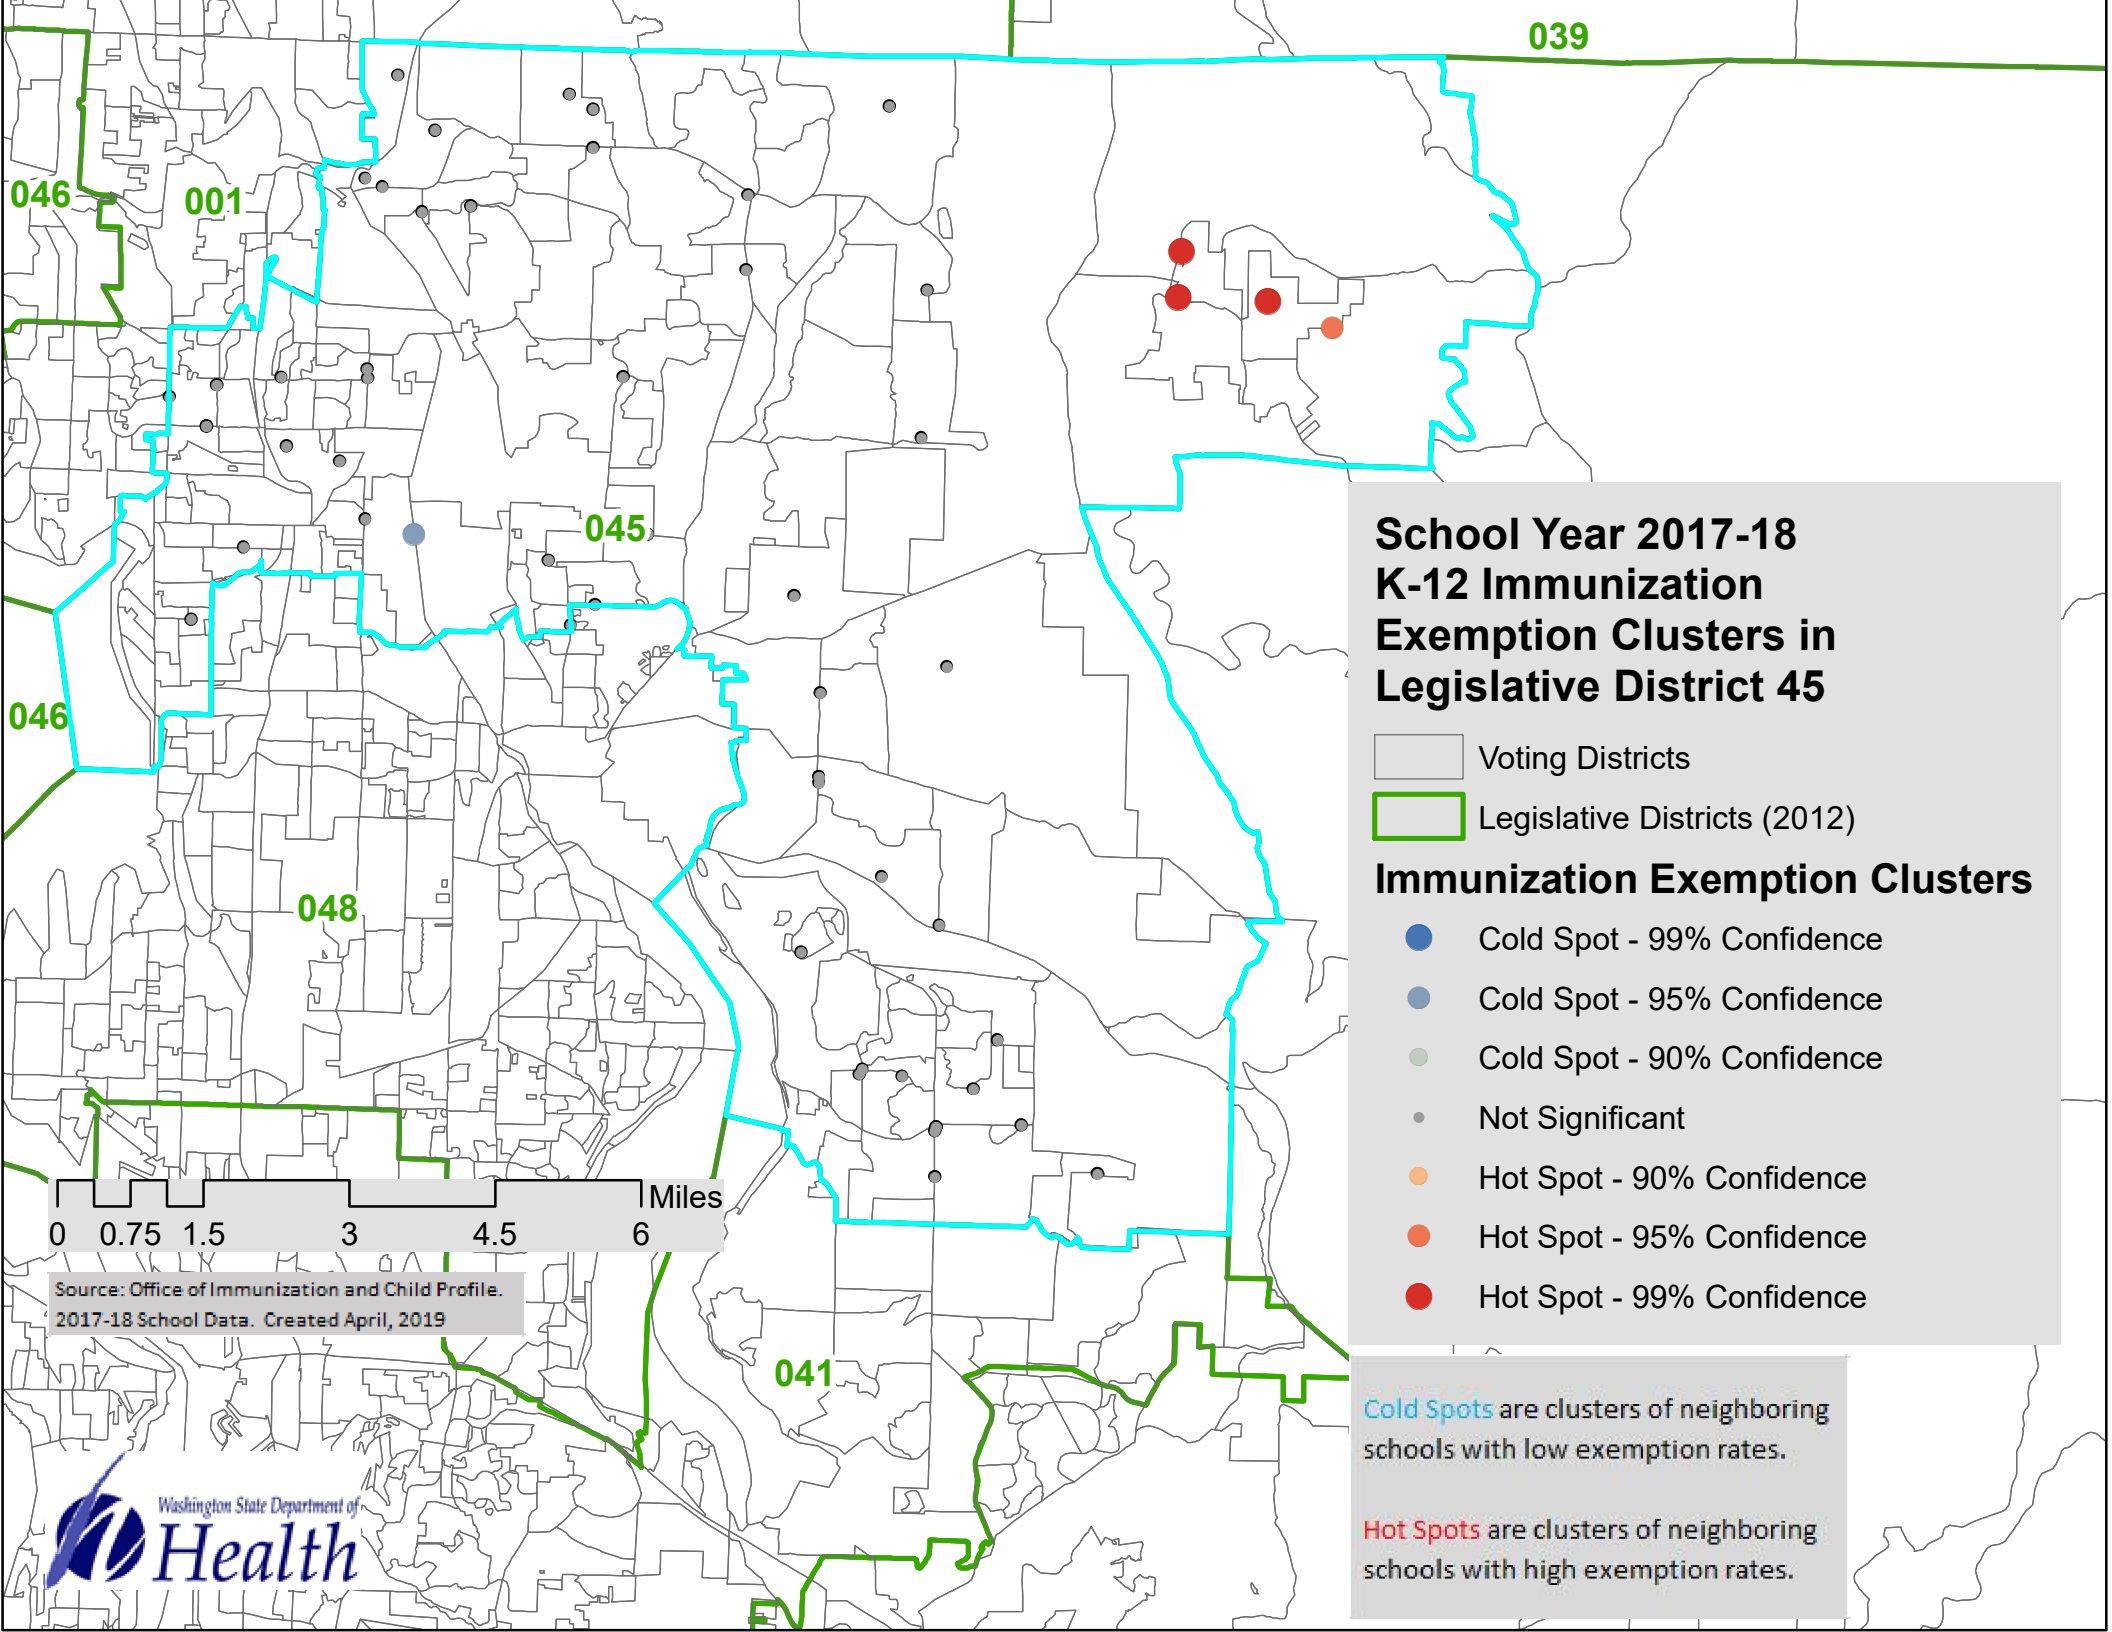 039
046
001
045
046
048
041
School Year 2017-18
K-12 Immunization
Exemption Clusters in
Legislative District 45
Voting Districts
Legislative Districts (2012)
Immunization Exemption Clusters
Cold Spot - 99% Confidence
Cold Spot - 95% Confidence
Cold Spot - 90% Confidence
Not Significant
Hot Spot - 90% Confidence
Hot Spot - 95% Confidence
Hot Spot - 99% Confidence
Miles
0 0.75 1.5 3 4.5 6
Source: Office of Immunization and Child Profile.
2017-18 School Data. Created April, 2019
Cold Spots are clusters of neighboring
schools with low exemption rates.
Hot Spots are clusters of neighboring
schools with high exemption rates.
Washington State Department of
Health